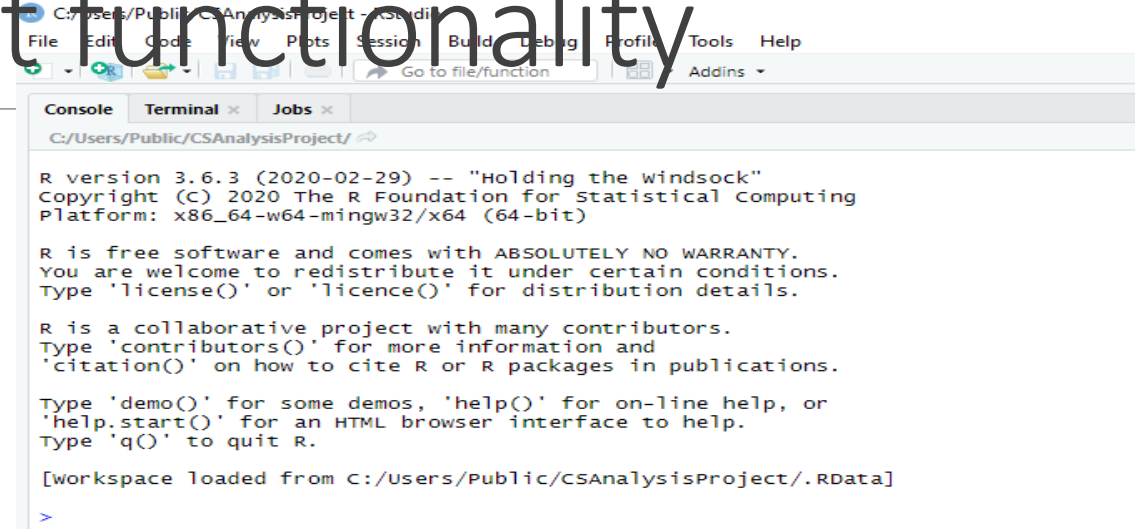 t functionality
C:/Users/Public/CSAnalysisProject - RStudio
File Edit Code View Plots Session Build Debug Profile Tools Help
Go to file/function Addins
Console Terminal Jobs
C:/Users/Public/CSAnalysisProject/
R version 3.6.3 (2020-02-29) -- "Holding the Windsock"
Copyright (C) 2020 The R Foundation for Statistical Computing
Platform: x86_64-w64-mingw32/x64 (64-bit)
R is free software and comes with ABSOLUTELY NO WARRANTY.
You are welcome to redistribute it under certain conditions.
Type 'license()' or 'licence()' for distribution details.
R is a collaborative project with many contributors.
Type 'contributors()' for more information and
'citation()' on how to cite R or R packages in publications.
Type 'demo()' for some demos, 'help()' for on-line help, or
'help.start()' for an HTML browser interface to help.
Type 'q()' to quit R.
[Workspace loaded from C:/Users/Public/CSAnalysisProject/.RData]
>